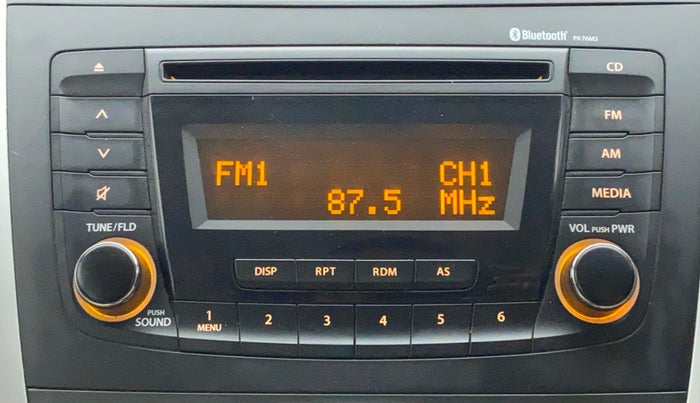 Bluetooth® PA76M3
CD
FM
AM
MEDIA
FM1 CH1
87.5 MHz
TUNE/FLD
VOL PUSH PWR
DISP RPT RDM AS
PUSH
SOUND
1 2 3 4 5 6
MENU